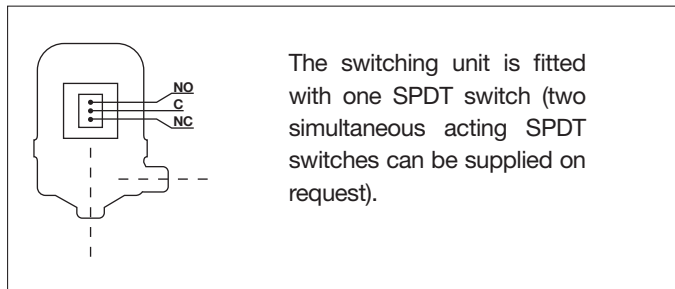 NO
C
NC
The switching unit is fitted
with one SPDT switch (two
simultaneous acting SPDT
switches can be supplied on
request).